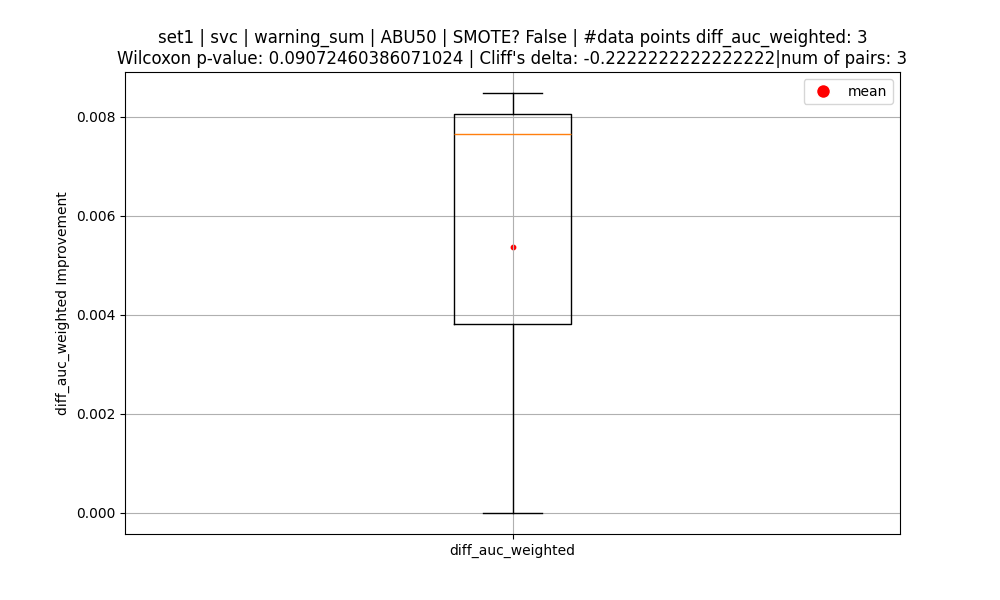 set1 | svc | warning_sum | ABU50 | SMOTE? False | #data points diff_auc_weighted: 3
Wilcoxon p-value: 0.09072460386071024 | Cliff's delta: -0.2222222222222222|num of pairs: 3
mean
0.008
0.006
0.004
0.002
0.000
diff_auc_weighted Improvement
diff_auc_weighted